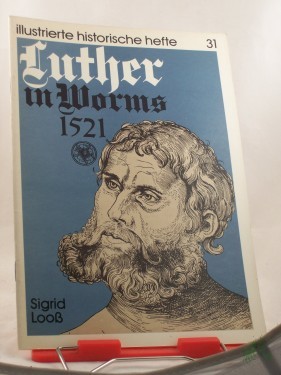 illustrierte historische hefte 31
Luther
in Worms
1521
Sigrid
Looß